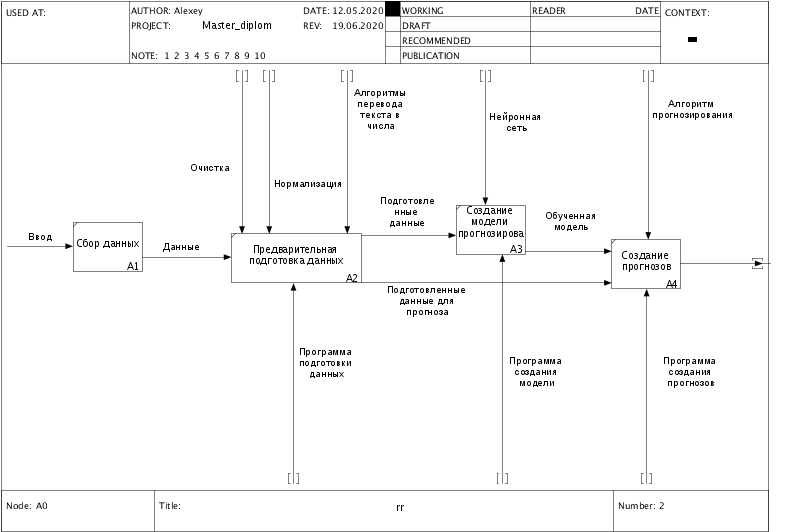 USED AT:
AUTHOR: Alexey
DATE: 12.05.2020
WORKING
READER
DATE
CONTEXT:
PROJECT:
Master_diplom
REV: 19.06.2020
DRAFT
RECOMMENDED
NOTE: 1 2 3 4 5 6 7 8 9 10
PUBLICATION
Алгоритмы
перевода
текста в
числа
Нейронная
сеть
Алгоритм
прогнозирования
Очистка
Нормализация
Ввод
Сбор данных
A1
Данные
Предварительная
подготовка данных
A2
Подготовле
нные
данные
Создание
модели
прогнозирова
A3
Обученная
модель
Создание
прогнозов
A4
Подготовленные
данные для
прогноза
Программа
подготовки
данных
Программа
создания
модели
Программа
создания
прогнозов
Node: A0
Title:
rr
Number: 2